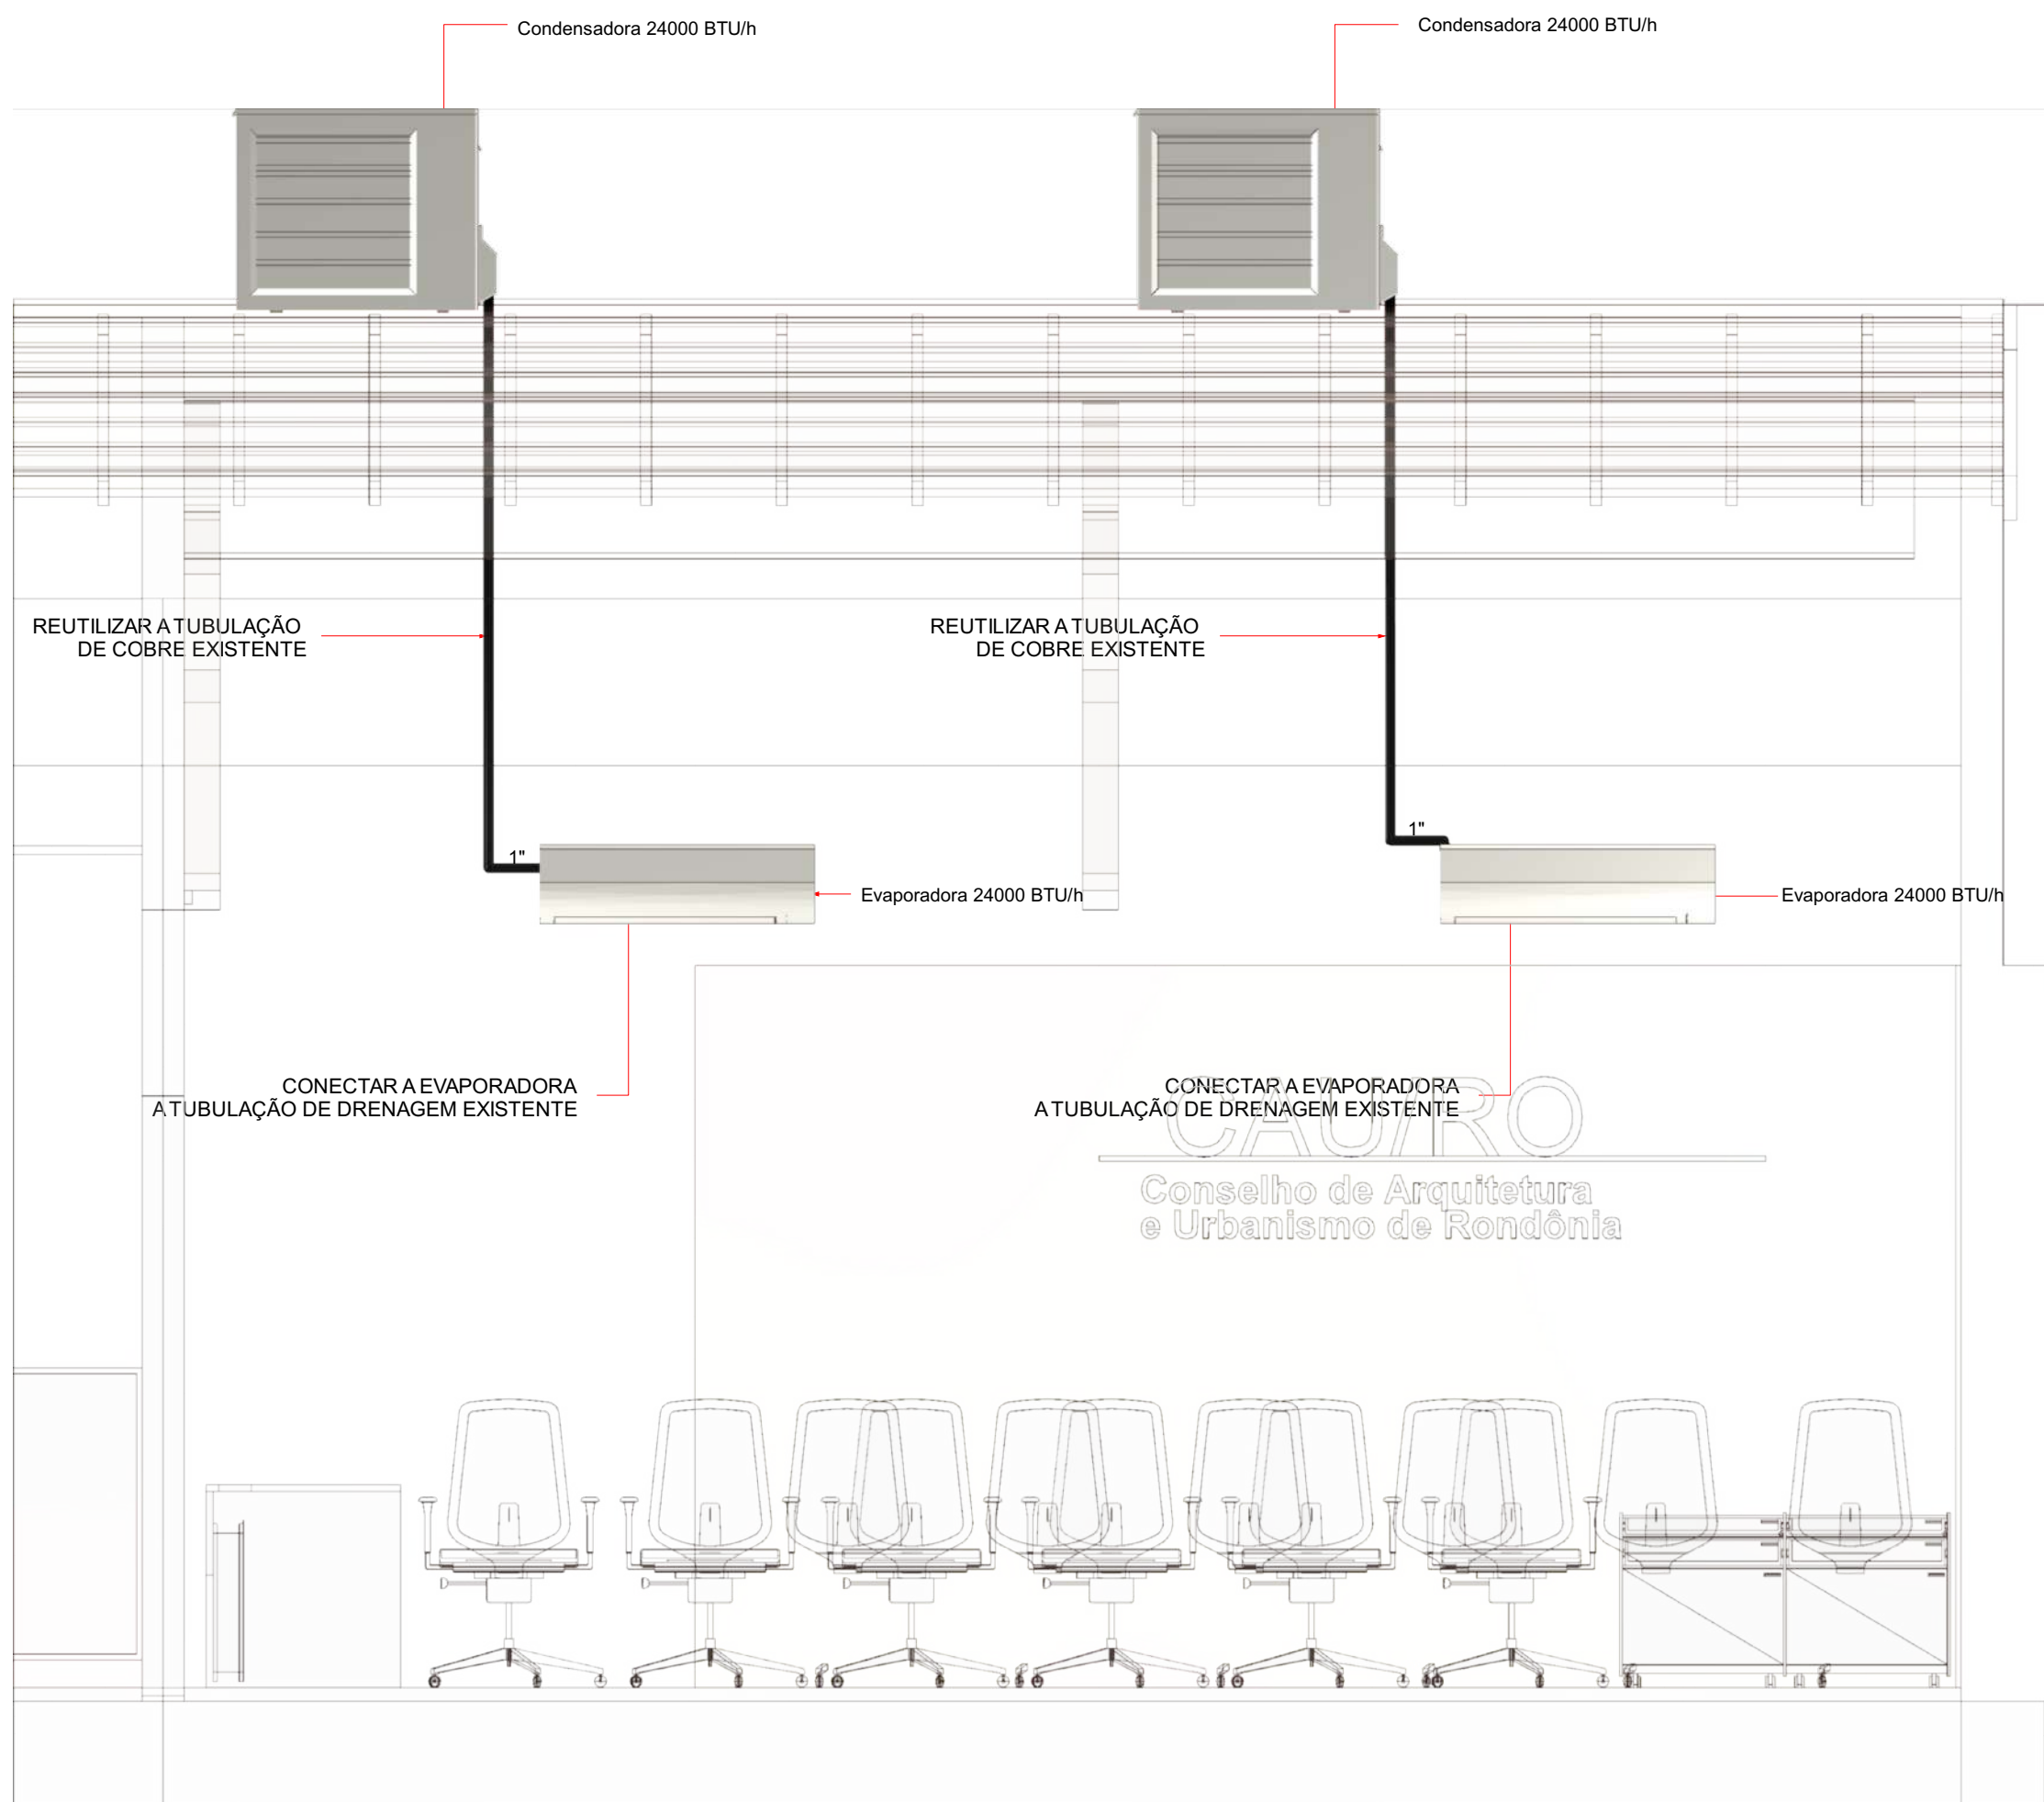 Condensadora 24000 BTU/h
Condensadora 24000 BTU/h
REUTILIZAR A TUBULAÇÃO
DE COBRE EXISTENTE
REUTILIZAR A TUBULAÇÃO
DE COBRE EXISTENTE
1"
1"
Evaporadora 24000 BTU/h
Evaporadora 24000 BTU/h
CONECTAR A EVAPORADORA
A TUBULAÇÃO DE DRENAGEM EXISTENTE
CONECTAR A EVAPORADORA
A TUBULAÇÃO DE DRENAGEM EXISTENTE
CAU/RO
Conselho de Arquitetura
e Urbanismo de Rondônia